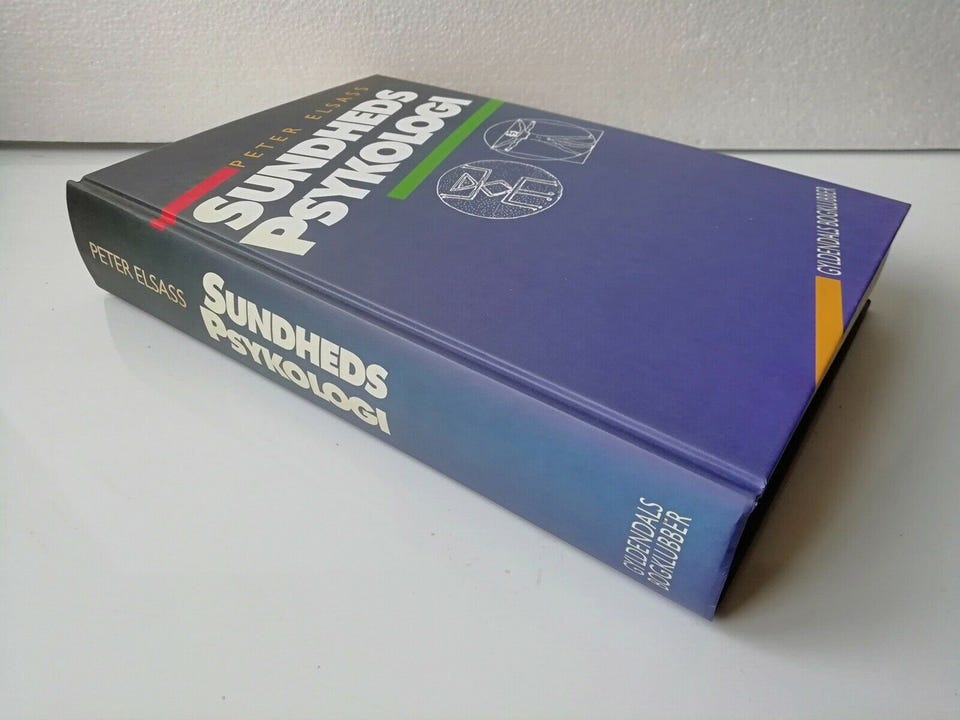 PETER ELSASS
SUNDHEDS
PSYKOLOGI
GYLDENDALS BOGKLUBBER
PETER ELSASS
SUNDHEDS
PSYKOLOGI
GYLDENDALS
BOGKLUBBER